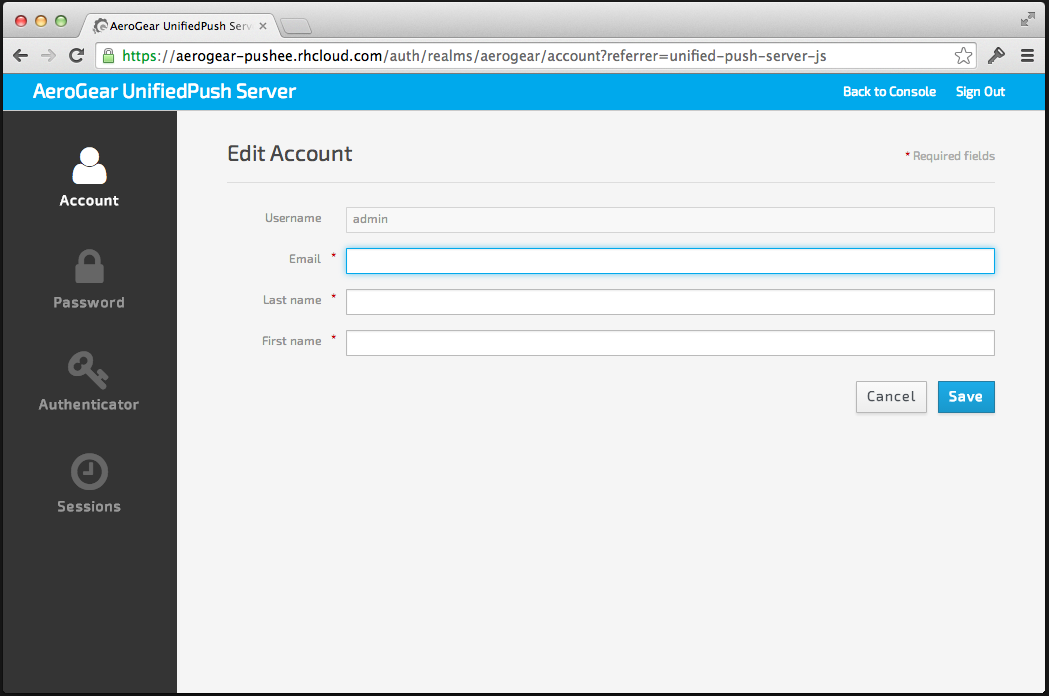 AeroGear UnifiedPush Serv
https://aerogear-pushee.rhcloud.com/auth/realms/aerogear/account?referrer=unified-push-server-js
AeroGear UnifiedPush Server
Back to Console
Sign Out
Account
Password
Authenticator
Sessions
Edit Account
* Required fields
Username admin
Email *
Last name *
First name *
Cancel
Save